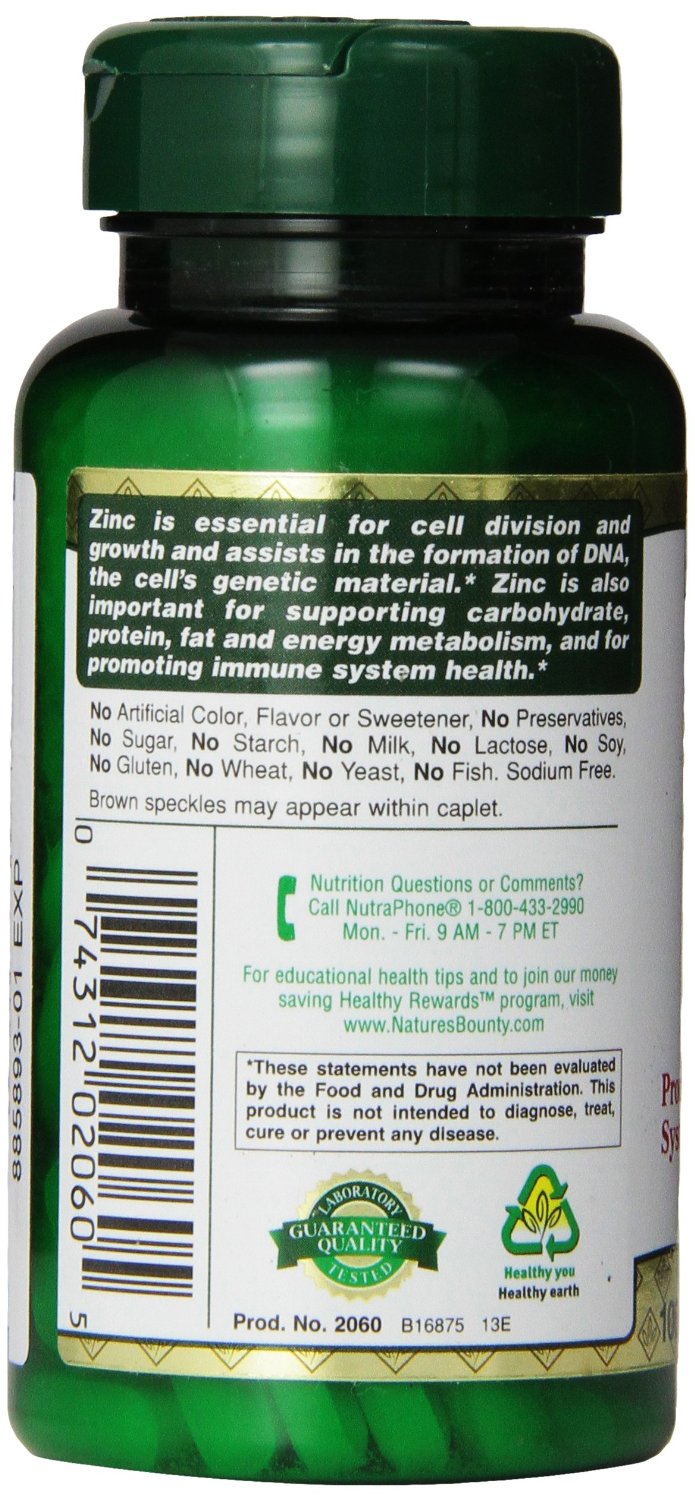 Zinc is essential for cell division and
growth and assists in the formation of DNA,
the cell's genetic material.* Zinc is also
important for supporting carbohydrate,
protein, fat and energy metabolism, and for
promoting immune system health.*
No Artificial Color, Flavor or Sweetener, No Preservatives,
No Sugar, No Starch, No Milk, No Lactose, No Soy,
No Gluten, No Wheat, No Yeast, No Fish. Sodium Free.
Brown speckles may appear within caplet.
0 74312 02060 5
885893-01 EXP
Nutrition Questions or Comments?
Call NutraPhone® 1-800-433-2990
Mon. - Fri. 9 AM - 7 PM ET
For educational health tips and to join our money
saving Healthy Rewards™ program, visit
www.NaturesBounty.com
*These statements have not been evaluated
by the Food and Drug Administration. This
product is not intended to diagnose, treat,
cure or prevent any disease.
LABORATORY
GUARANTEED
QUALITY
TESTED
Healthy you
Healthy earth
Prod. No. 2060 B16875 13E